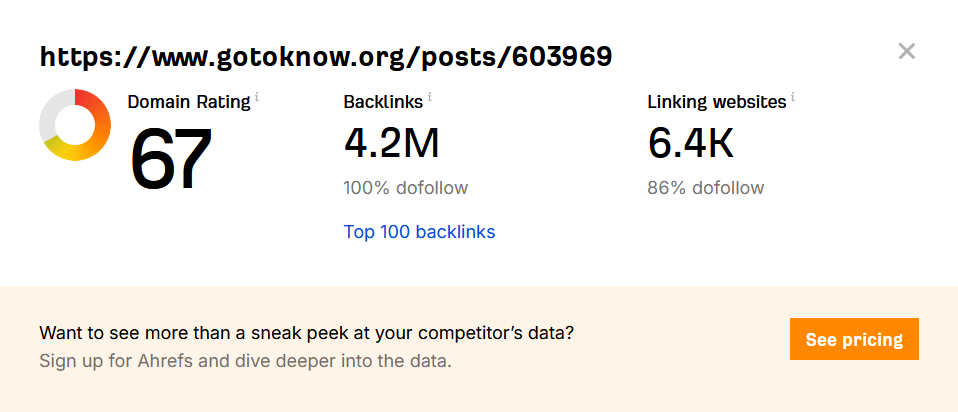 https://www.gotoknow.org/posts/603969
Domain Rating i
67
Backlinks i
4.2M
100% dofollow
Top 100 backlinks
Linking websites i
6.4K
86% dofollow
Want to see more than a sneak peek at your competitor’s data?
Sign up for Ahrefs and dive deeper into the data.
See pricing